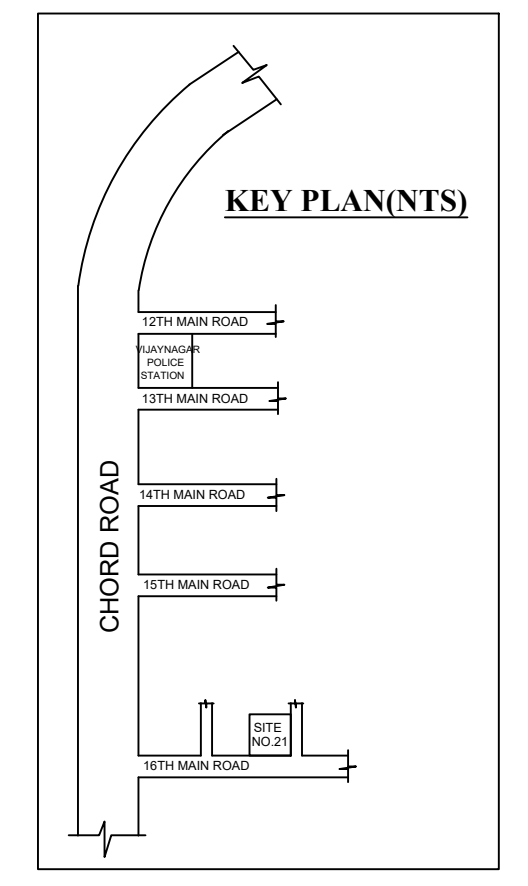 KEY PLAN(NTS)
12TH MAIN ROAD
VIJAYNAGAR
POLICE
STATION
13TH MAIN ROAD
CHORD ROAD
14TH MAIN ROAD
15TH MAIN ROAD
SITE
NO.21
16TH MAIN ROAD